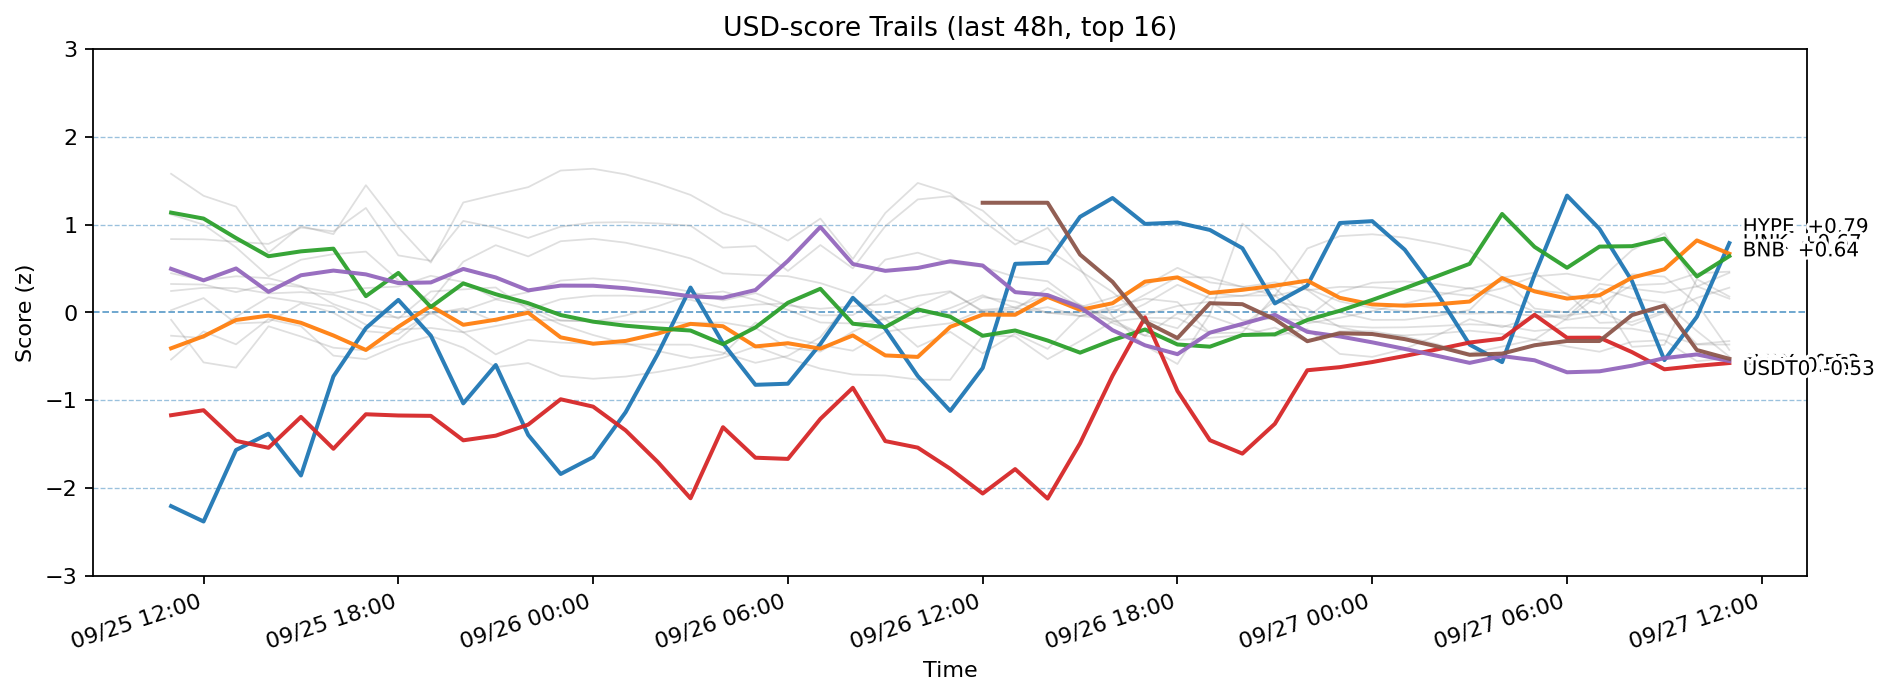 USD-score Trails (last 48h, top 16)
Score (z)
3
2
1
0
−1
−2
−3
HYPE +0.79
BNB +0.64
USDT0 -0.53
09/25 12:00
09/25 18:00
09/26 00:00
09/26 06:00
09/26 12:00
09/26 18:00
09/27 00:00
09/27 06:00
09/27 12:00
Time